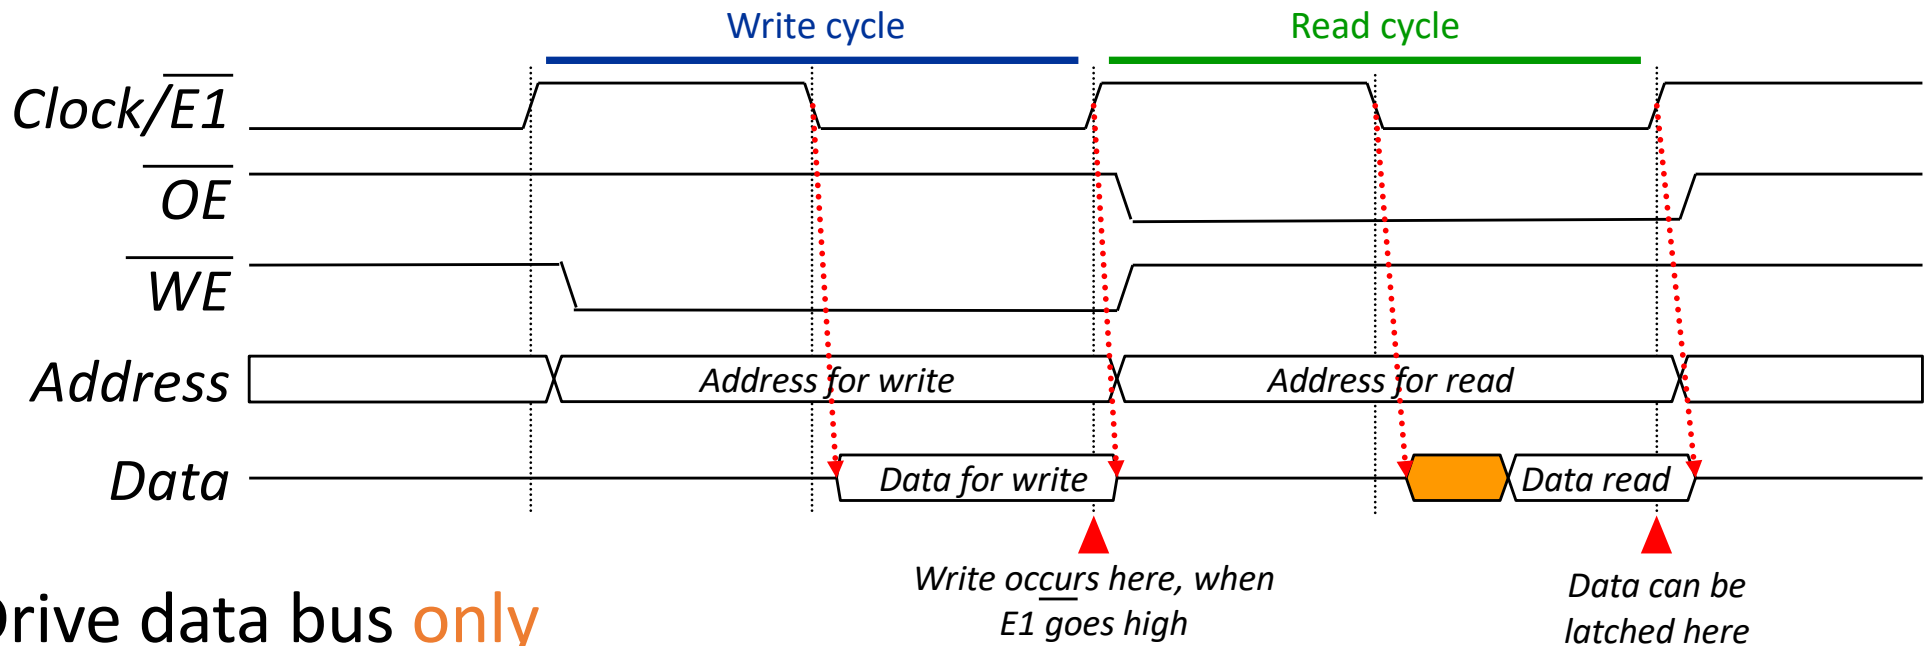 Write cycle
Read cycle
Clock/E1
OE
WE
Address
Address for write
Address for read
Data
Data for write
Data read
Write occurs here, when
E1 goes high
Data can be
latched here
Drive data bus only